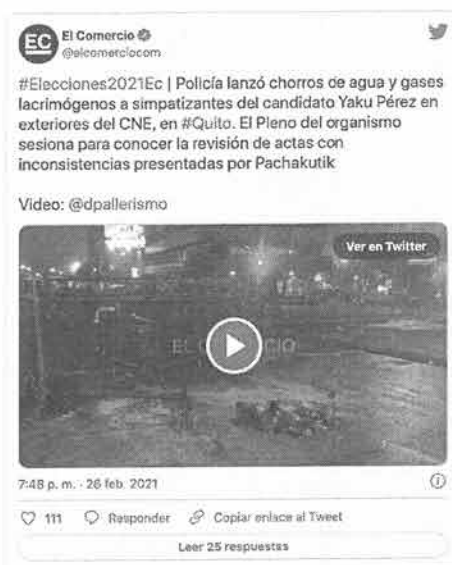 EC
El Comercio
@elcomerciocom
#Elecciones2021Ec | Policía lanzó chorros de agua y gases
lacrimógenos a simpatizantes del candidato Yaku Pérez en
exteriores del CNE, en #Quito. El Pleno del organismo
sesiona para conocer la revisión de actas con
inconsistencias presentadas por Pachakutik
Video: @dpallerismo
Ver en Twitter
EL COMERCIO
7:48 p. m. · 26 feb. 2021
111 Responder Copiar enlace al Tweet
Leer 25 respuestas